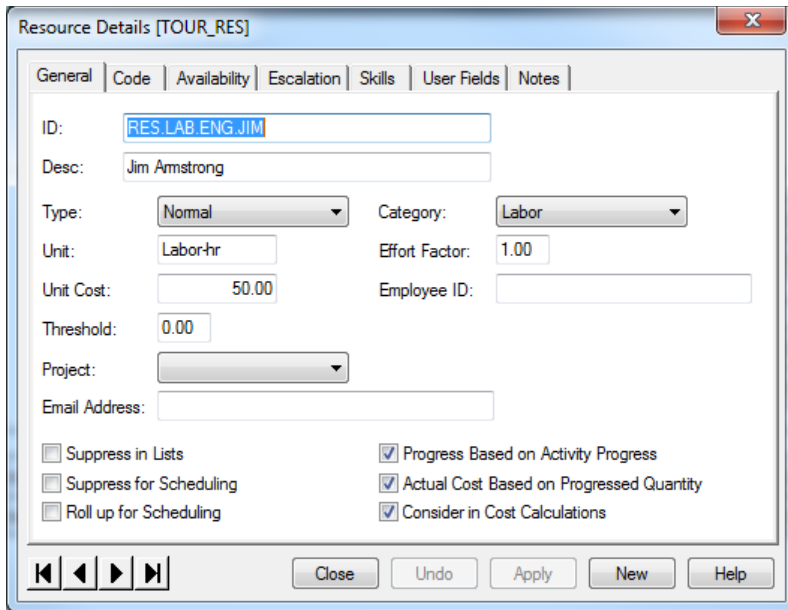 Resource Details [TOUR_RES]
General Code Availability Escalation Skills User Fields Notes
ID: RES.LAB.ENG.JIM
Desc: Jim Armstrong
Type: Normal Category: Labor
Unit: Labor-hr Effort Factor: 1.00
Unit Cost: 50.00 Employee ID:
Threshold: 0.00
Project:
Email Address:
Suppress in Lists Progress Based on Activity Progress
Suppress for Scheduling Actual Cost Based on Progressed Quantity
Roll up for Scheduling Consider in Cost Calculations
Close Undo Apply New Help